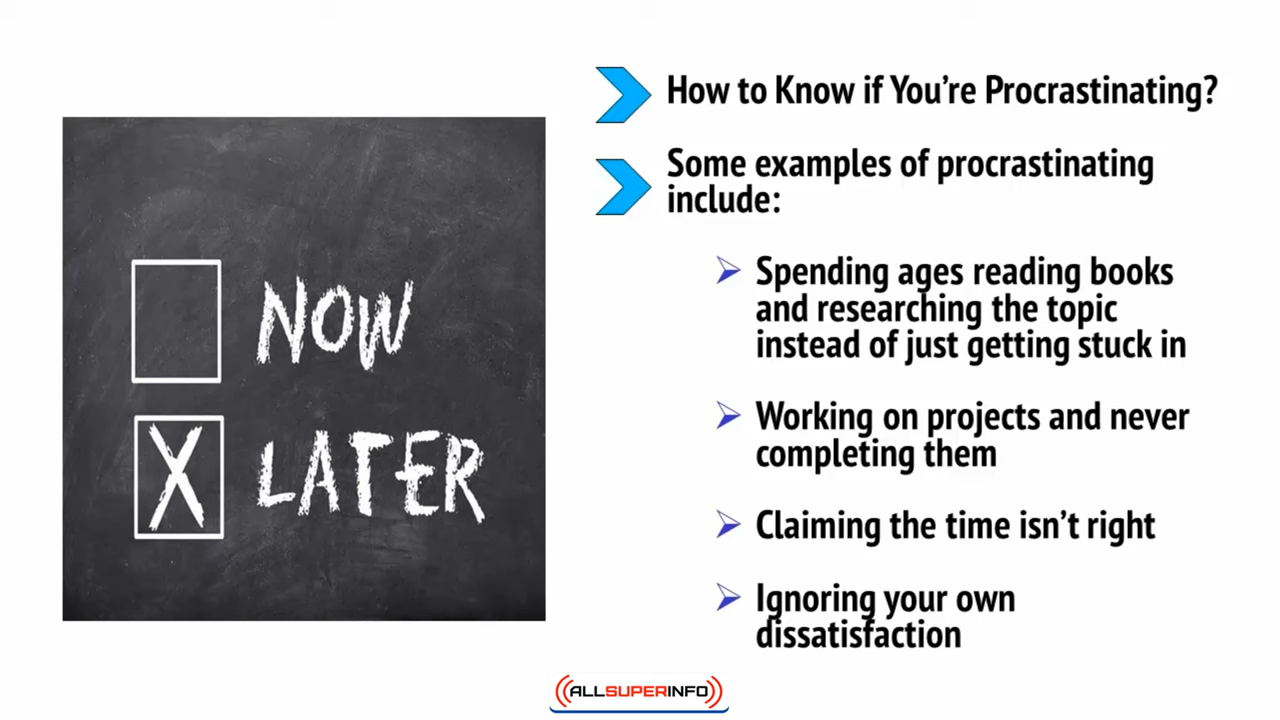 NOW
X LATER
How to Know if You're Procrastinating?
Some examples of procrastinating
include:
Spending ages reading books
and researching the topic
instead of just getting stuck in
Working on projects and never
completing them
Claiming the time isn't right
Ignoring your own
dissatisfaction
ALLSUPERINFO